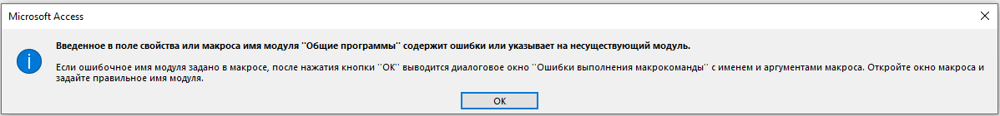 Microsoft Access
Введенное в поле свойства или макроса имя модуля "Общие программы" содержит ошибки или указывает на несуществующий модуль.
Если ошибочное имя модуля задано в макросе, после нажатия кнопки "ОК" выводится диалоговое окно "Ошибки выполнения макрокоманды" с именем и аргументами макроса. Откройте окно макроса и
задайте правильное имя модуля.
ОК